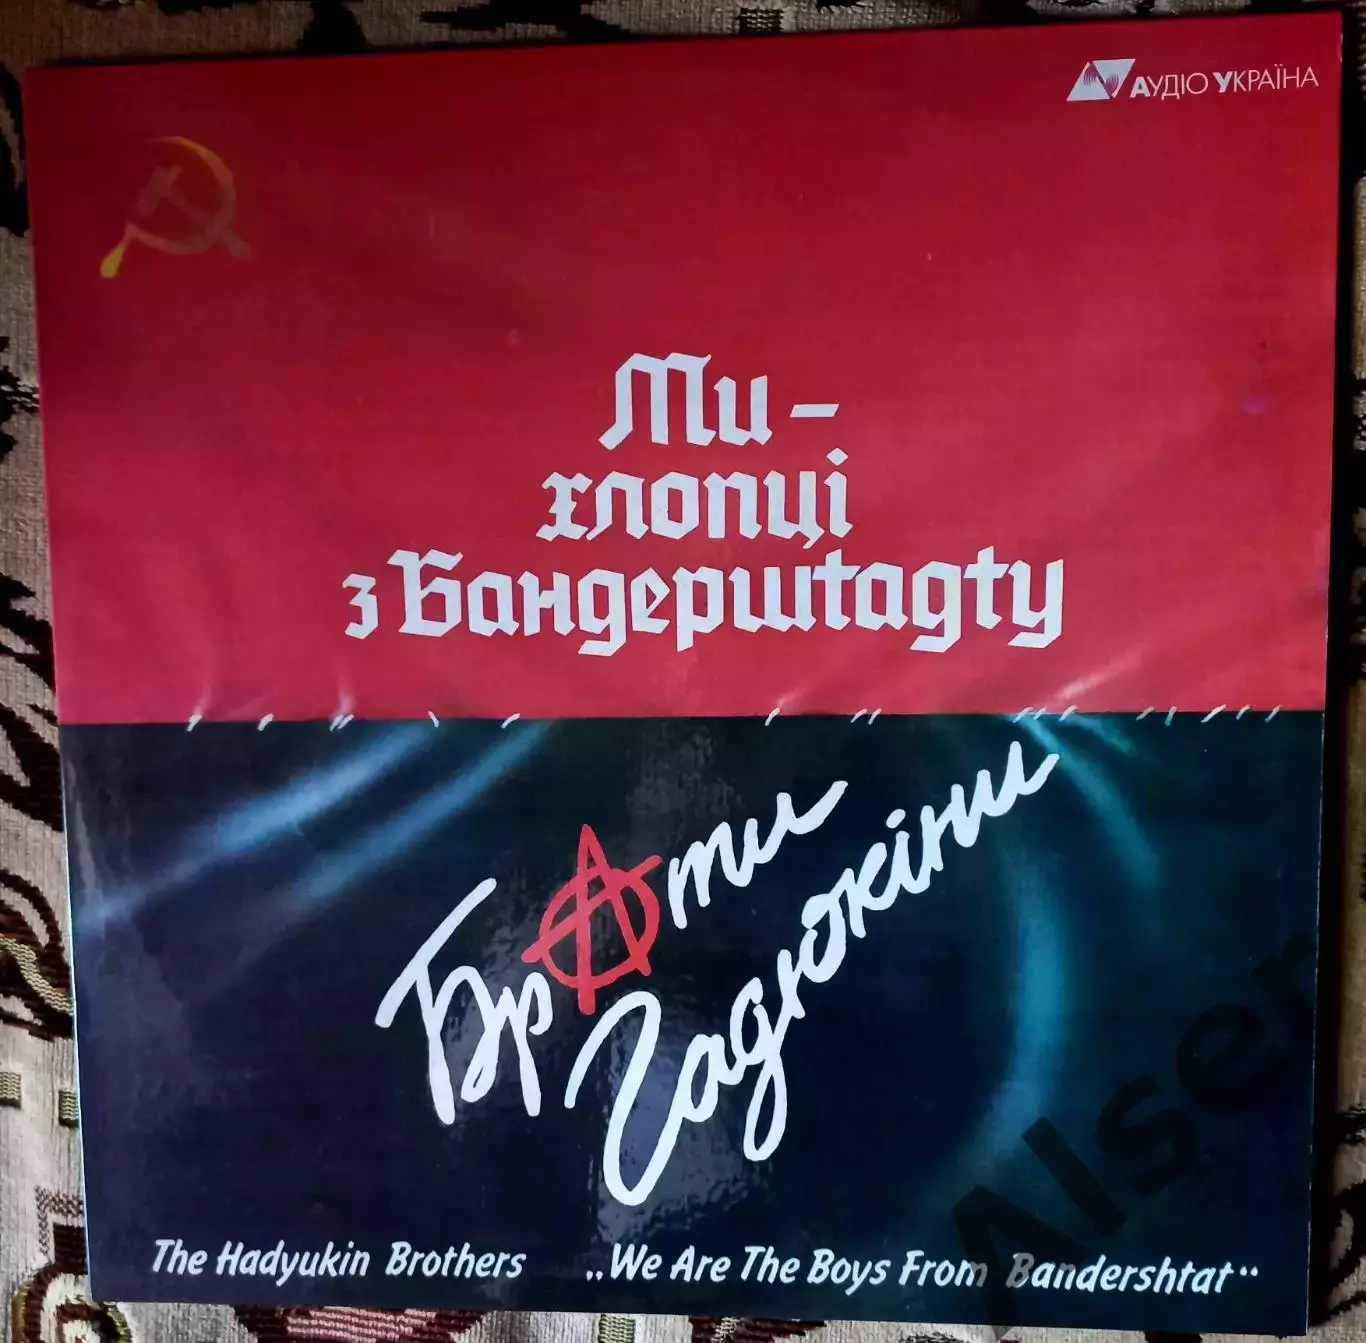 АУДІО УКРАЇНА
Ми -
хлопці
з Бандерштадту
Брати
Гадюкіни
The Hadyukin Brothers
„We Are The Boys From Bandershtat“
Alser